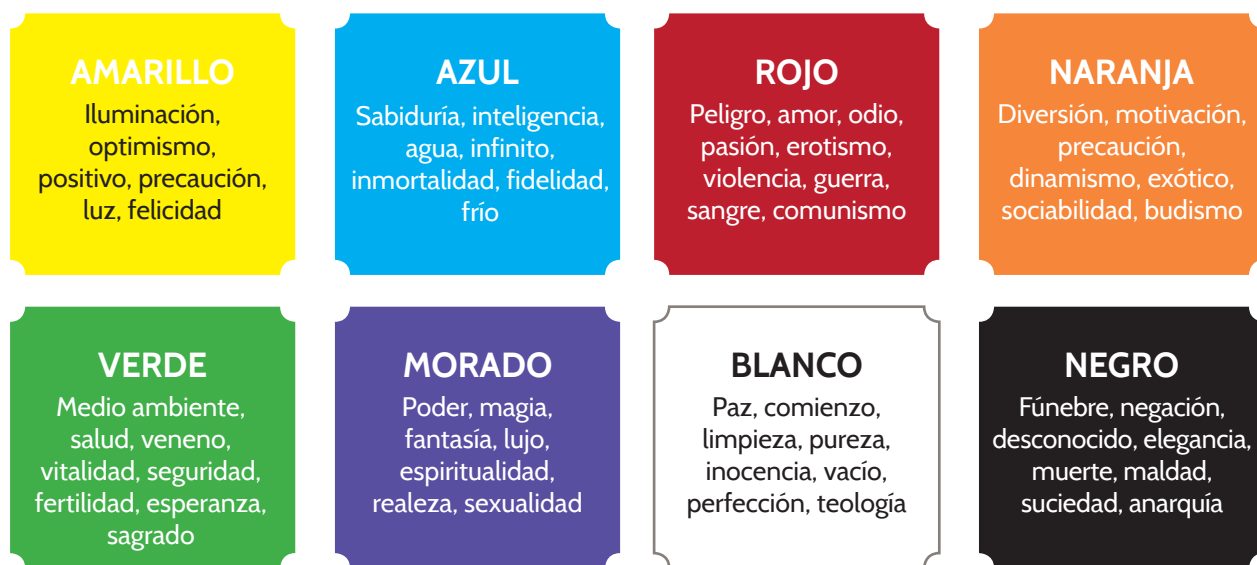 AMARILLO
Iluminación,
optimismo,
positivo, precaución,
luz, felicidad
AZUL
Sabiduría, inteligencia,
agua, infinito,
inmortalidad, fidelidad,
frío
ROJO
Peligro, amor, odio,
pasión, erotismo,
violencia, guerra,
sangre, comunismo
NARANJA
Diversión, motivación,
precaución,
dinamismo, exótico,
sociabilidad, budismo
VERDE
Medio ambiente,
salud, veneno,
vitalidad, seguridad,
fertilidad, esperanza,
sagrado
MORADO
Poder, magia,
fantasía, lujo,
espiritualidad,
realeza, sexualidad
BLANCO
Paz, comienzo,
limpieza, pureza,
inocencia, vacío,
perfección, teología
NEGRO
Fúnebre, negación,
desconocido, elegancia,
muerte, maldad,
suciedad, anarquía